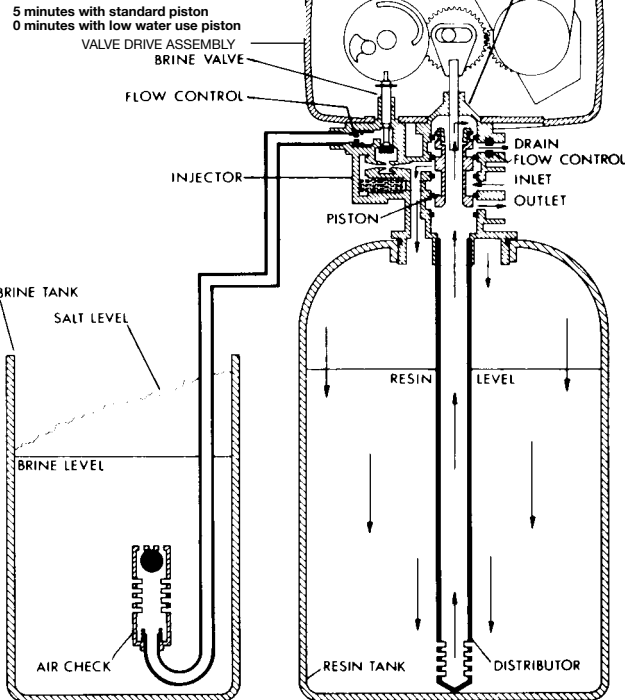 5 minutes with standard piston
0 minutes with low water use piston
VALVE DRIVE ASSEMBLY
BRINE VALVE
FLOW CONTROL
DRAIN
FLOW CONTROL
INJECTOR
INLET
OUTLET
PISTON
BRINE TANK
SALT LEVEL
RESIN LEVEL
BRINE LEVEL
AIR CHECK
RESIN TANK
DISTRIBUTOR